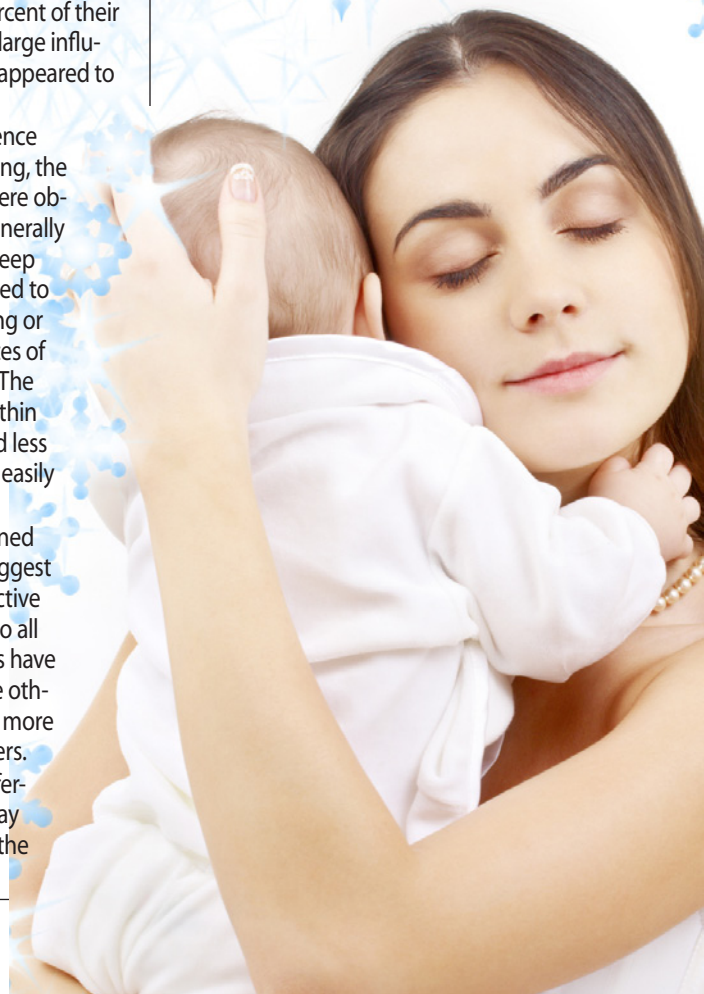 rcent of their
large influ-
appeared to
ence
ng, the
ere ob-
nerally
eep
ed to
ng or
es of
The
thin
d less
easily
ned
ggest
ctive
o all
s have
e oth-
more
ers.
fer-
ay
the